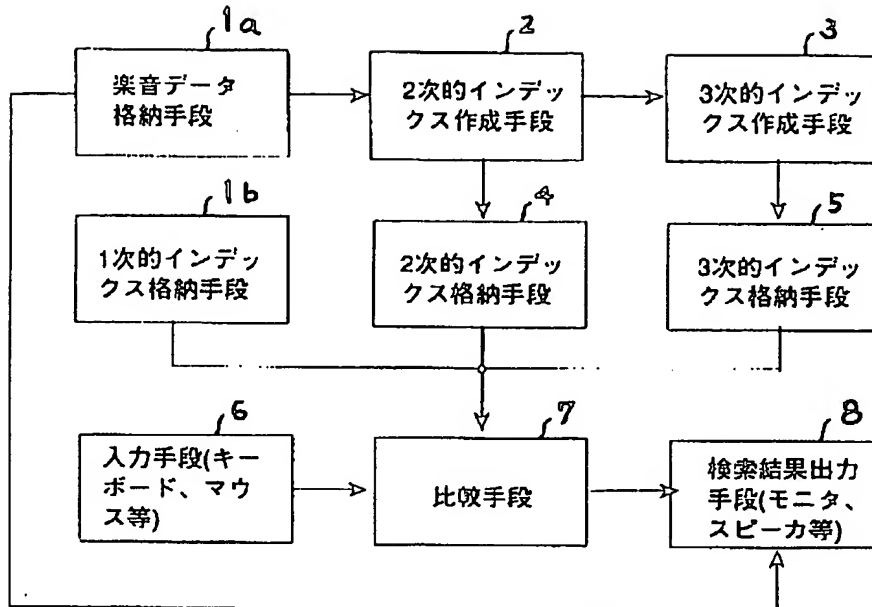 1a
楽音データ
格納手段
2
2次的インデッ
クス作成手段
3
3次的インデッ
クス作成手段
1b
1次的インデッ
クス格納手段
4
2次的インデッ
クス格納手段
5
3次的インデッ
クス格納手段
6
入力手段(キー
ボード、マウ
ス等)
7
比較手段
8
検索結果出力
手段(モニタ、
スピーカ等)